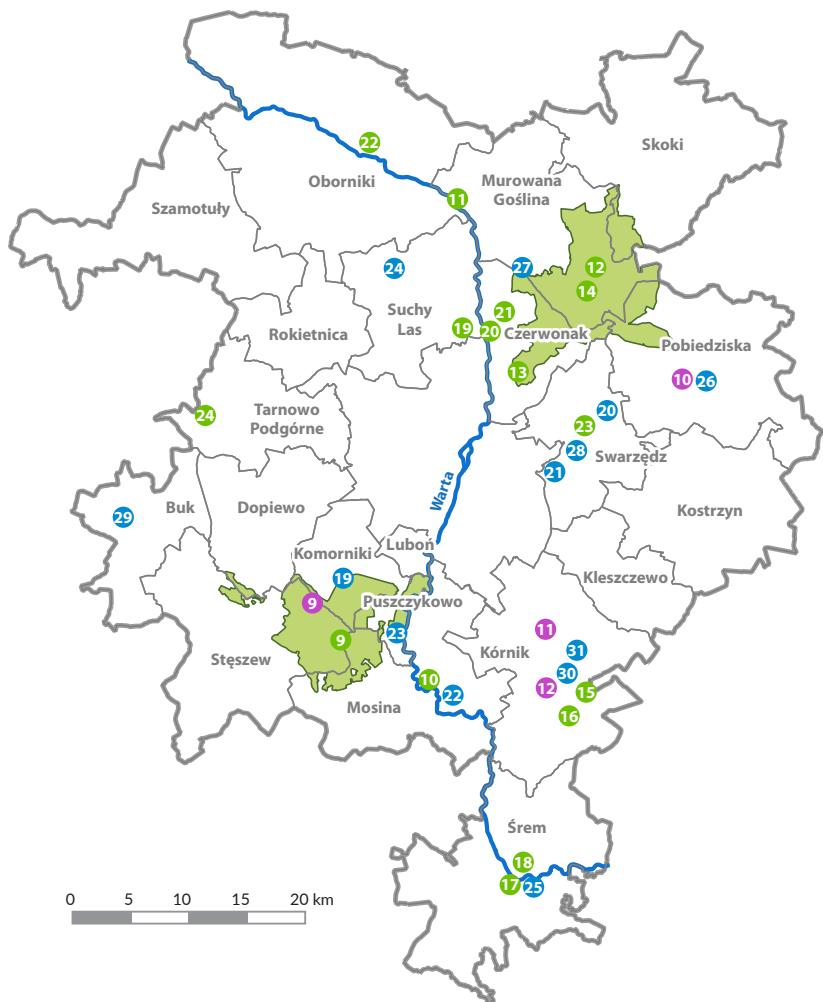 Skoki
22
Murowana
Goślina
Oborniki
11
Szamotuły
24
27
12
14
Suchy
Las
21
Rokietnica
19
20
Czerwonak
Pobiedziska
13
10
26
24
Tarnowo
Podgórne
20
23
28
Swarzędz
21
Warta
Buk
29
Dopiewo
Kostrzyn
Luboń
Komorniki
19
Kleszczewo
9
Puszczykowo
11
23
9
Kórnik
31
Stęszew
30
10
22
12
15
Mosina
16
Śrem
18
17
25
0 5 10 15 20 km